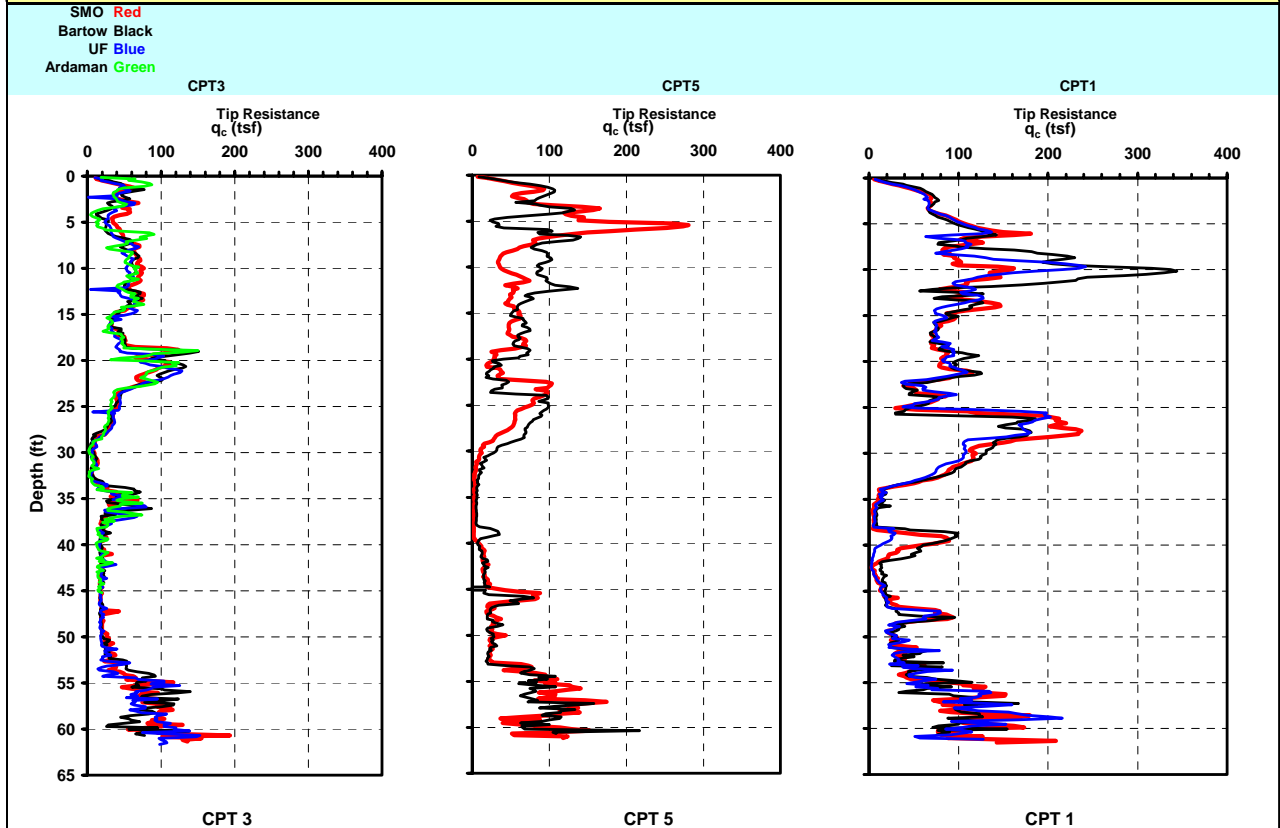 SMO Red
Bartow Black
UF Blue
Ardaman Green
CPT3 CPT5 CPT1
Tip Resistance Tip Resistance Tip Resistance
qc (tsf) qc (tsf) qc (tsf)
0 100 200 300 400 0 100 200 300 400 0 100 200 300 400
0
5
10
15
20
25
30
35
40
45
50
55
60
65
Depth (ft)
CPT 3 CPT 5 CPT 1